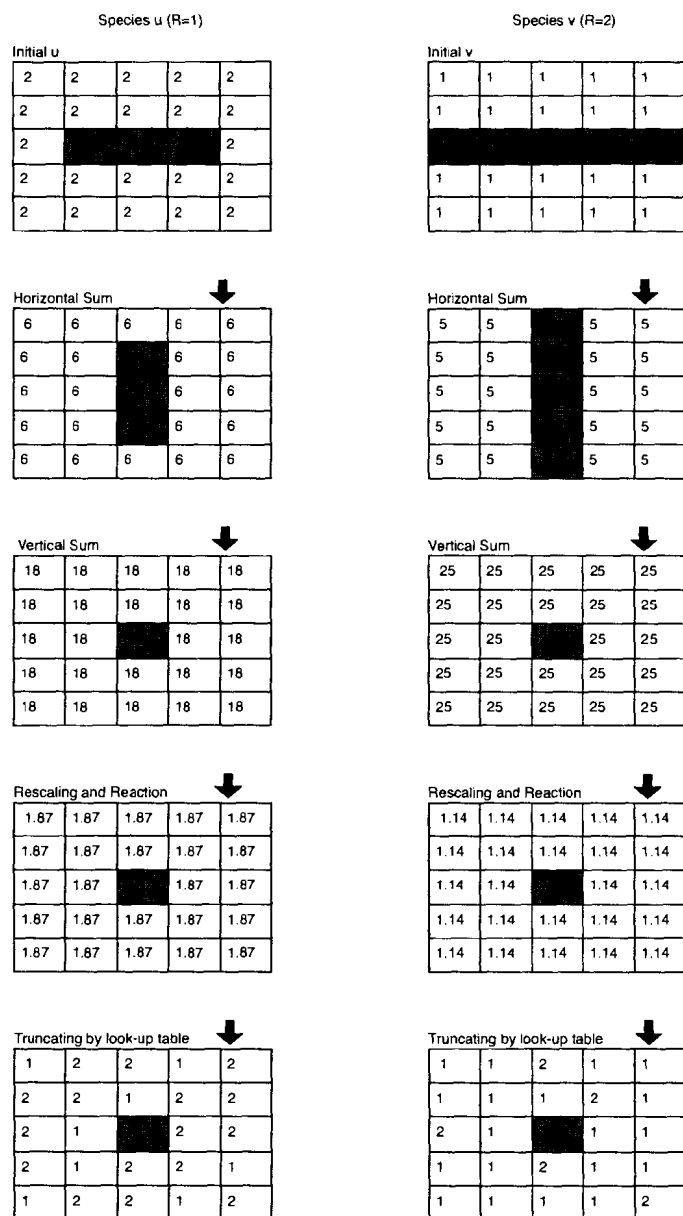 Species u (R=1) Species v (R=2)
Initial u Initial v
2 2 2 2 2 1 1 1 1 1
2 2 2 2 2 1 1 1 1 1
2 2
2 2 2 2 2 1 1 1 1 1
2 2 2 2 2 1 1 1 1 1
Horizontal Sum Horizontal Sum
6 6 6 6 6 5 5 5 5
6 6 6 6 5 5 5 5
6 6 6 6 5 5 5 5
6 6 6 6 5 5 5 5
6 6 6 6 6 5 5 5 5
Vertical Sum Vertical Sum
18 18 18 18 18 25 25 25 25 25
18 18 18 18 18 25 25 25 25 25
18 18 18 18 25 25 25 25
18 18 18 18 18 25 25 25 25 25
18 18 18 18 18 25 25 25 25 25
Rescaling and Reaction Rescaling and Reaction
1.87 1.87 1.87 1.87 1.87 1.14 1.14 1.14 1.14 1.14
1.87 1.87 1.87 1.87 1.87 1.14 1.14 1.14 1.14 1.14
1.87 1.87 1.87 1.87 1.14 1.14 1.14 1.14
1.87 1.87 1.87 1.87 1.87 1.14 1.14 1.14 1.14 1.14
1.87 1.87 1.87 1.87 1.87 1.14 1.14 1.14 1.14 1.14
Truncating by look-up table Truncating by look-up table
1 2 2 1 2 1 1 2 1 1
2 2 1 2 2 1 1 1 2 1
2 1 2 2 2 1 1 1
2 1 2 2 1 1 1 2 1 1
1 2 2 1 2 1 1 1 1 2